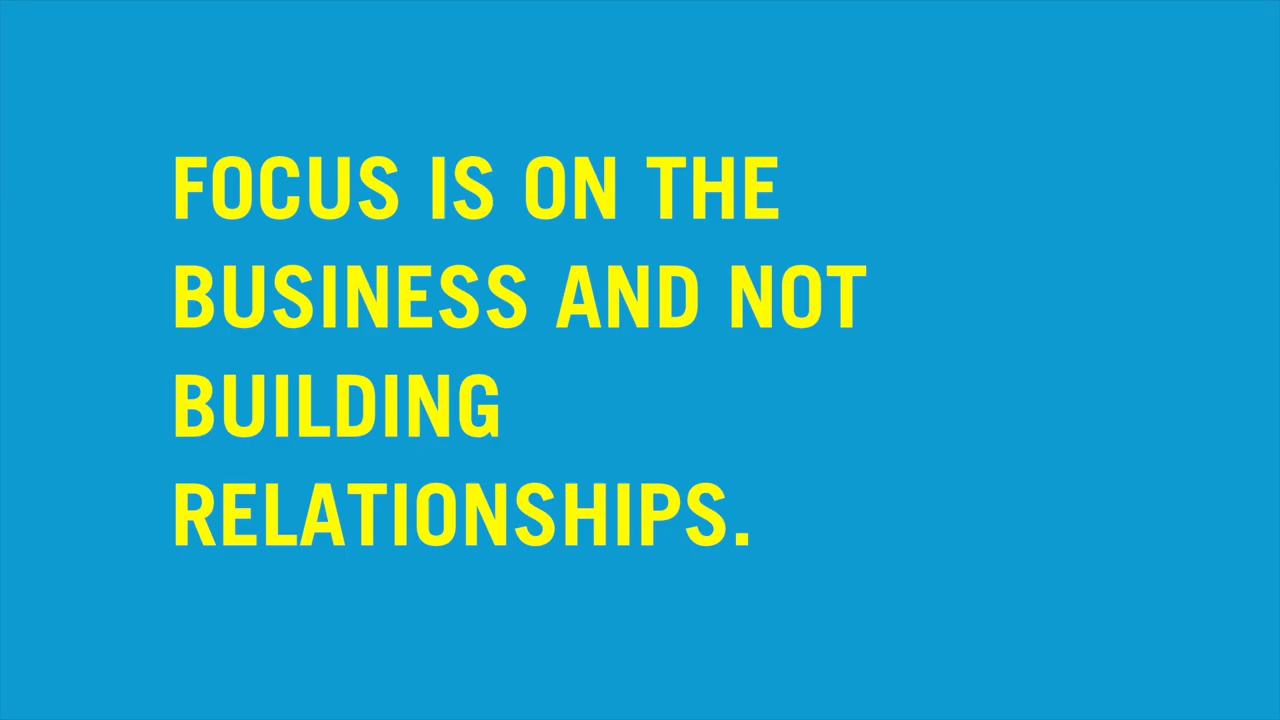 FOCUS IS ON THE
BUSINESS AND NOT
BUILDING
RELATIONSHIPS.